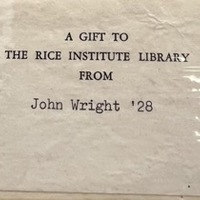 A GIFT TO
THE RICE INSTITUTE LIBRARY
FROM
John Wright '28